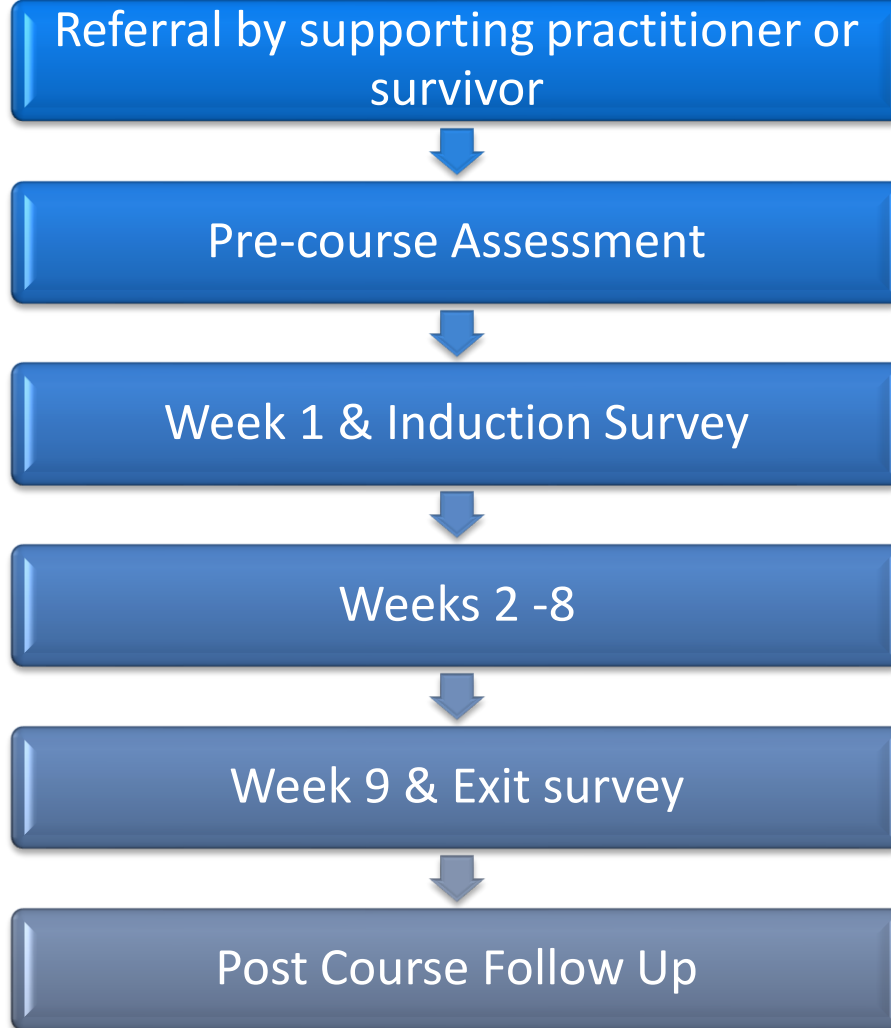 Referral by supporting practitioner or
survivor
Pre-course Assessment
Week 1 & Induction Survey
Weeks 2 -8
Week 9 & Exit survey
Post Course Follow Up